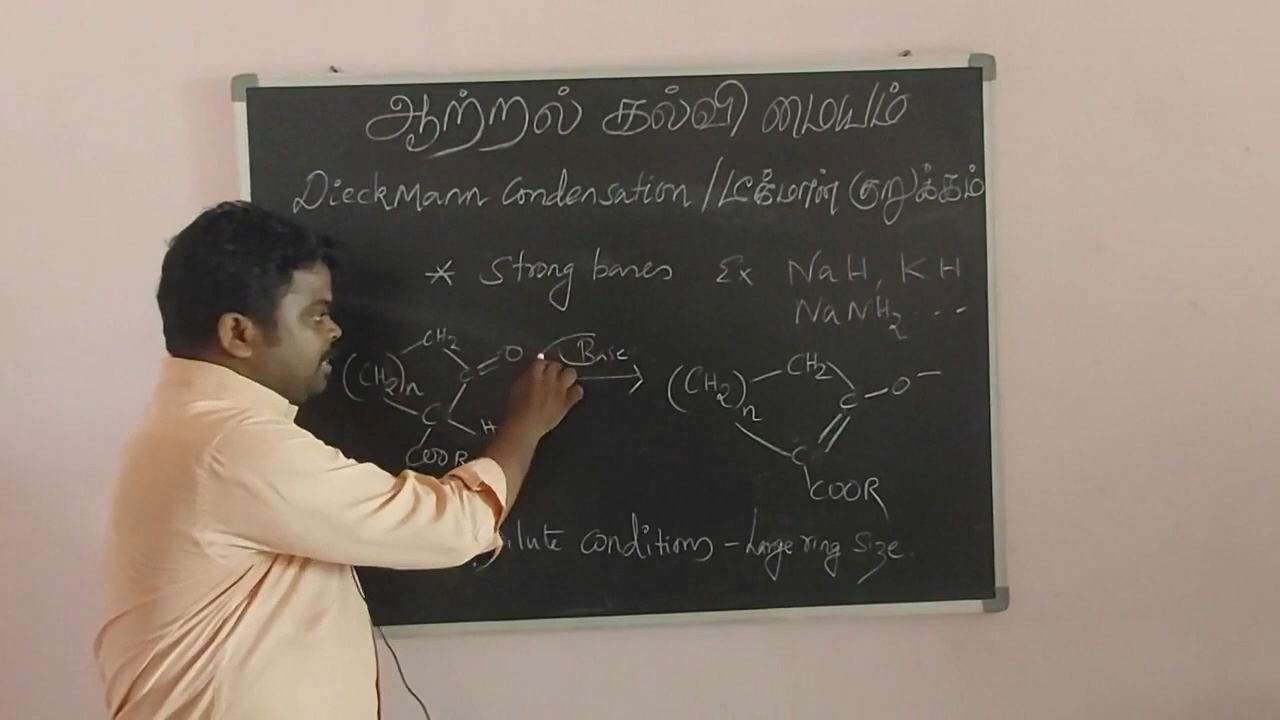 ஆற்றல் கல்வி மையம்
DieckMann Condensation / டீக்மான் குறுக்கம்
* Strong bases Ex NaH, KH
NaNH₂ ...
CH₂
(CH₂)n
C=O
C
H
COOR
Base
(CH₂)n
CH₂
C-O⁻
C
COOR
conditions - Large ring size.